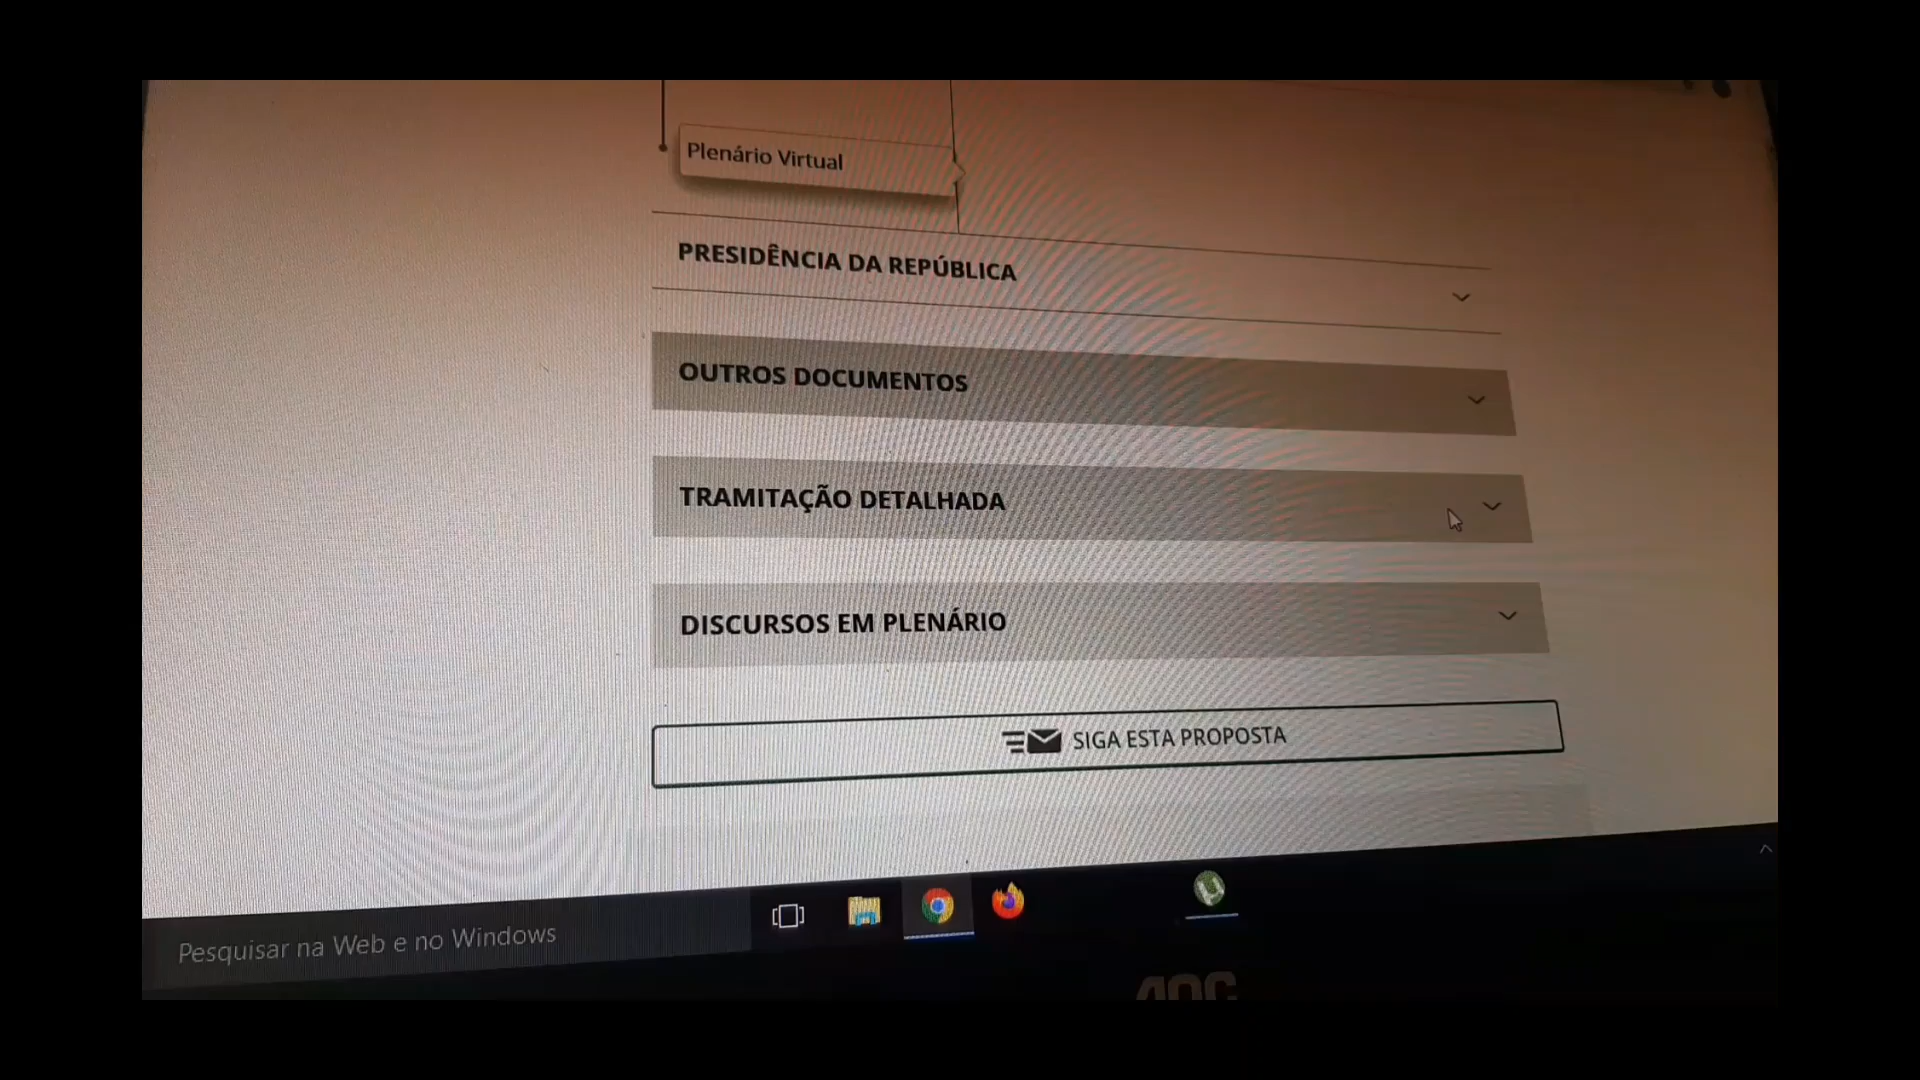 Plenário Virtual
PRESIDÊNCIA DA REPÚBLICA
OUTROS DOCUMENTOS
TRAMITAÇÃO DETALHADA
DISCURSOS EM PLENÁRIO
SIGA ESTA PROPOSTA
Pesquisar na Web e no Windows
AOC